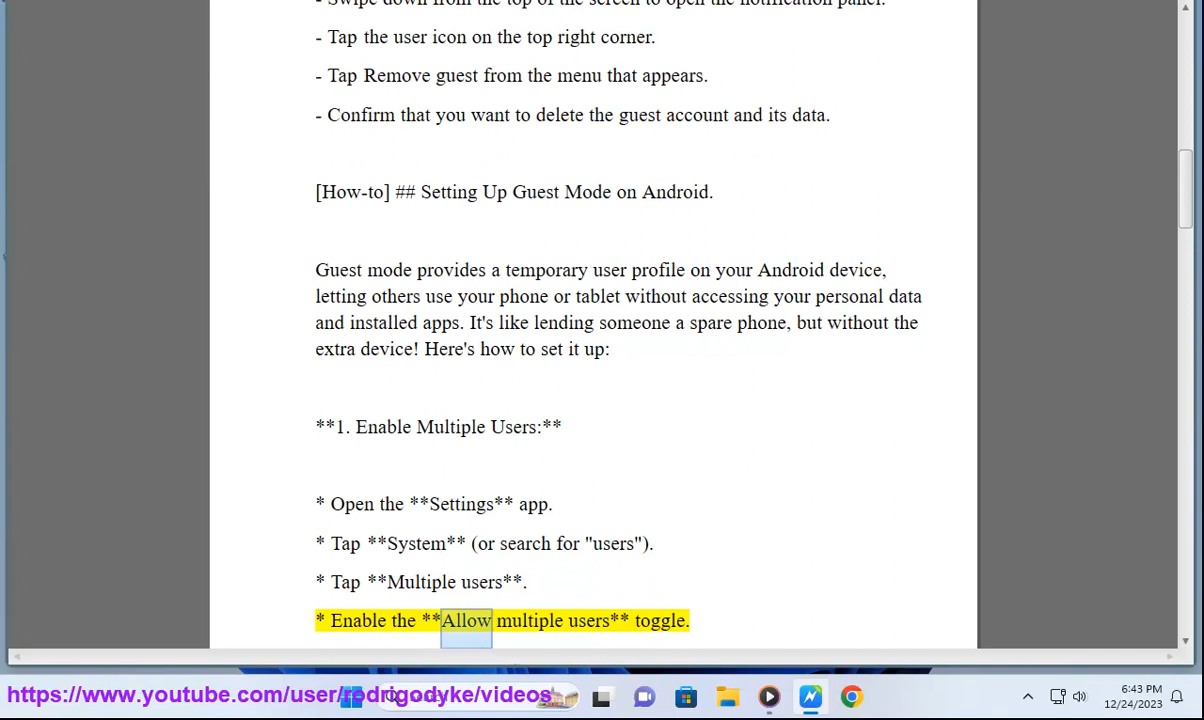 - Swipe down from the top of the screen to open the notification panel.
- Tap the user icon on the top right corner.
- Tap Remove guest from the menu that appears.
- Confirm that you want to delete the guest account and its data.
[How-to] ## Setting Up Guest Mode on Android.
Guest mode provides a temporary user profile on your Android device,
letting others use your phone or tablet without accessing your personal data
and installed apps. It's like lending someone a spare phone, but without the
extra device! Here's how to set it up:
**1. Enable Multiple Users:**
* Open the **Settings** app.
* Tap **System** (or search for "users").
* Tap **Multiple users**.
* Enable the **Allow multiple users** toggle.
https://www.youtube.com/user/rodrigodyke/videos
6:43 PM
12/24/2023